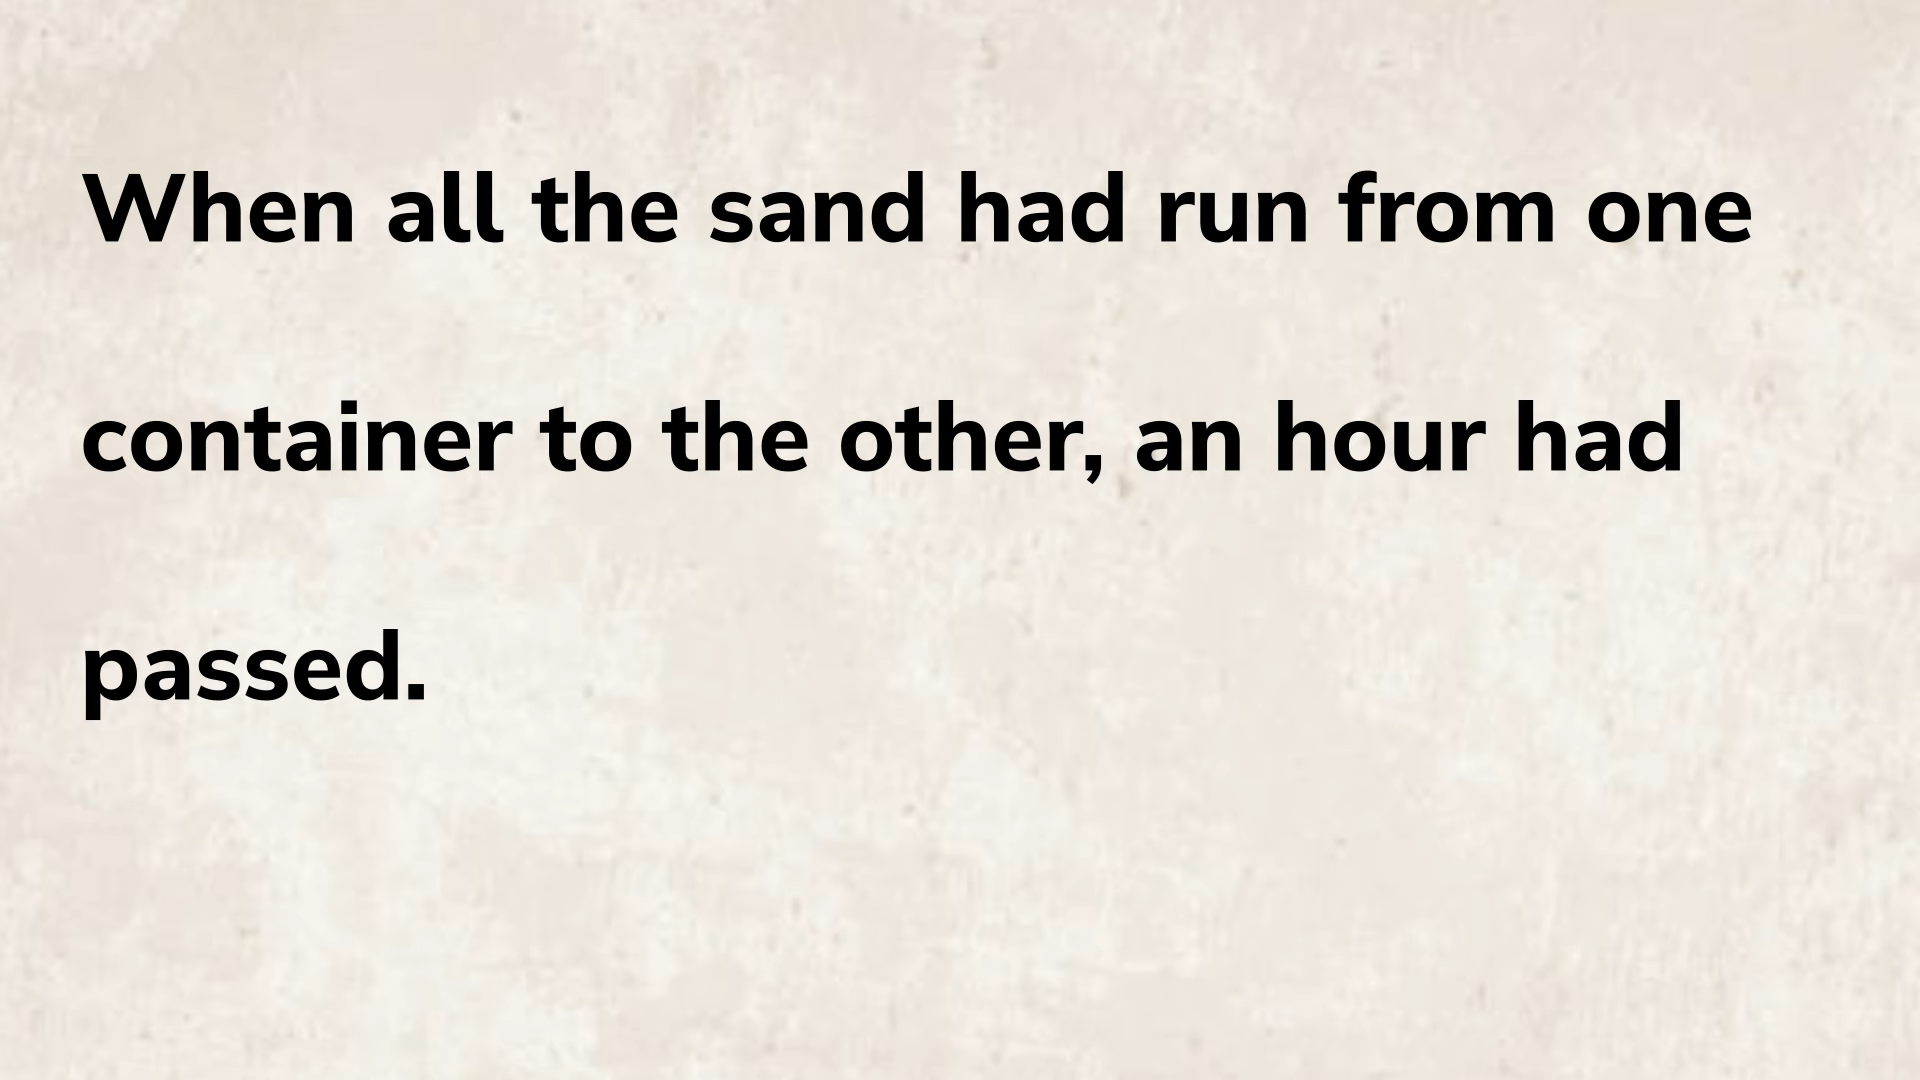 When all the sand had run from one
container to the other, an hour had
passed.